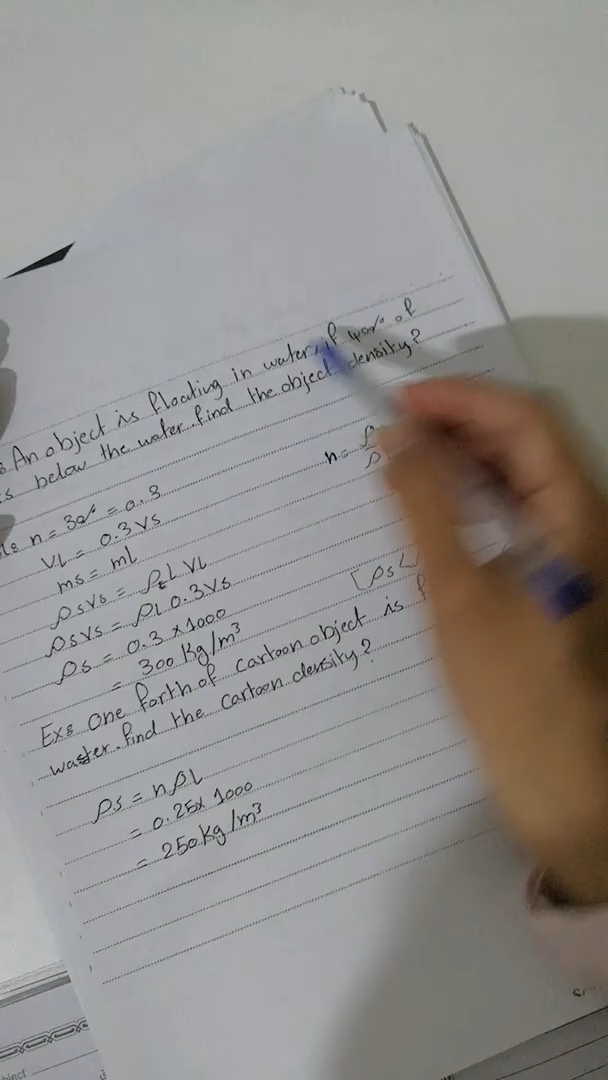 An object is floating in water, if 40% of
below the water. find the object density?
n = 30% = 0.3
VL = 0.3 Vs
ms = mL
ρsVs = ρL VL
ρsVs = ρL 0.3 Vs
ρs = 0.3 x 1000
= 300 Kg/m³
n =
[ρs <
Ex: One forth of cartoon object is
waster. find the cartoon density?
ρs = nρL
= 0.25 x 1000
= 250 Kg/m³